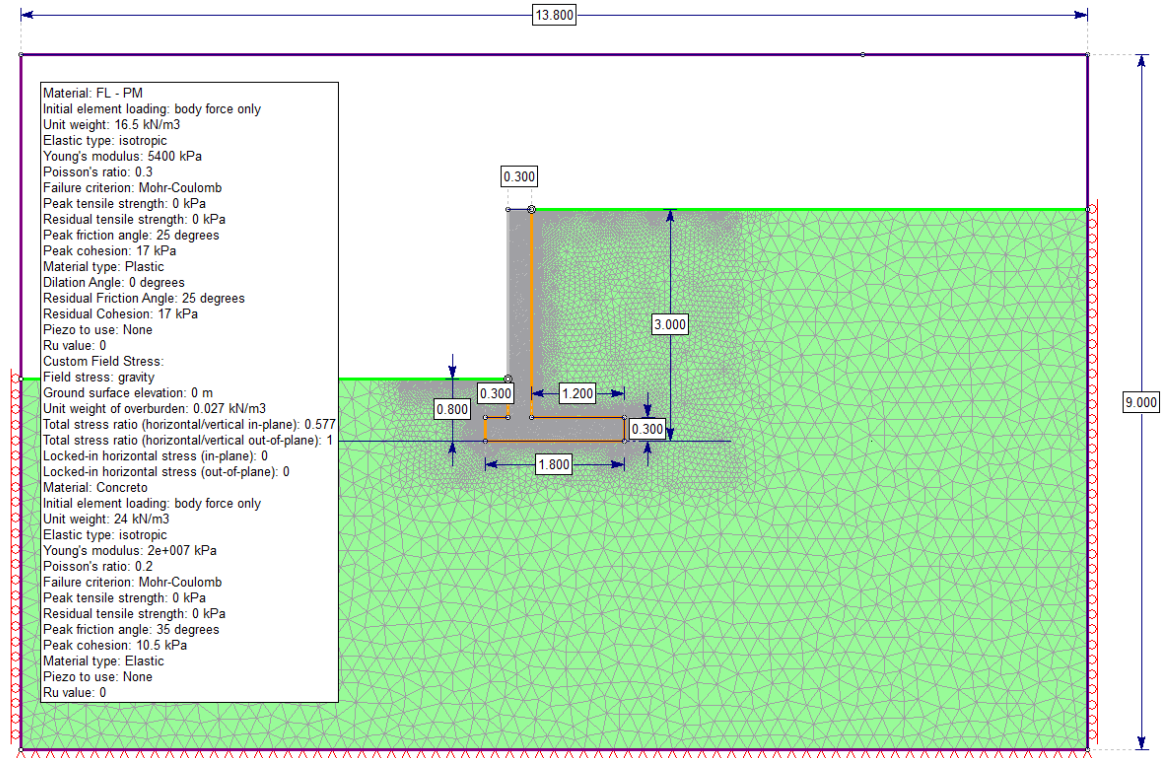 13.800
Material: FL - PM
Initial element loading: body force only
Unit weight: 16.5 kN/m3
Elastic type: isotropic
Young's modulus: 5400 kPa
Poisson's ratio: 0.3
Failure criterion: Mohr-Coulomb
Peak tensile strength: 0 kPa
Residual tensile strength: 0 kPa
Peak friction angle: 25 degrees
Peak cohesion: 17 kPa
Material type: Plastic
Dilation Angle: 0 degrees
Residual Friction Angle: 25 degrees
Residual Cohesion: 17 kPa
Piezo to use: None
Ru value: 0
Custom Field Stress:
Field stress: gravity
Ground surface elevation: 0 m
Unit weight of overburden: 0.027 kN/m3
Total stress ratio (horizontal/vertical in-plane): 0.577
Total stress ratio (horizontal/vertical out-of-plane): 1
Locked-in horizontal stress (in-plane): 0
Locked-in horizontal stress (out-of-plane): 0
Material: Concreto
Initial element loading: body force only
Unit weight: 24 kN/m3
Elastic type: isotropic
Young's modulus: 2e+007 kPa
Poisson's ratio: 0.2
Failure criterion: Mohr-Coulomb
Peak tensile strength: 0 kPa
Residual tensile strength: 0 kPa
Peak friction angle: 35 degrees
Peak cohesion: 10.5 kPa
Material type: Elastic
Piezo to use: None
Ru value: 0
0.300
3.000
0.300
1.200
0.800
0.300
1.800
9.000